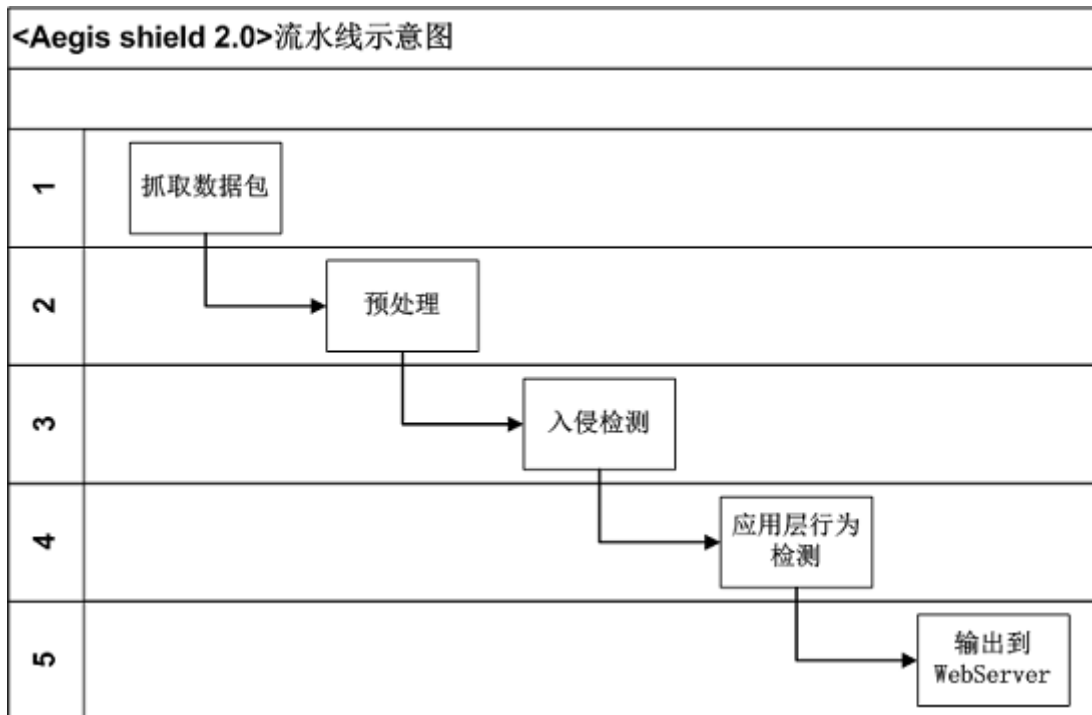 <Aegis shield 2.0>流水线示意图
1
抓取数据包
2
预处理
3
入侵检测
4
应用层行为
检测
5
输出到
WebServer